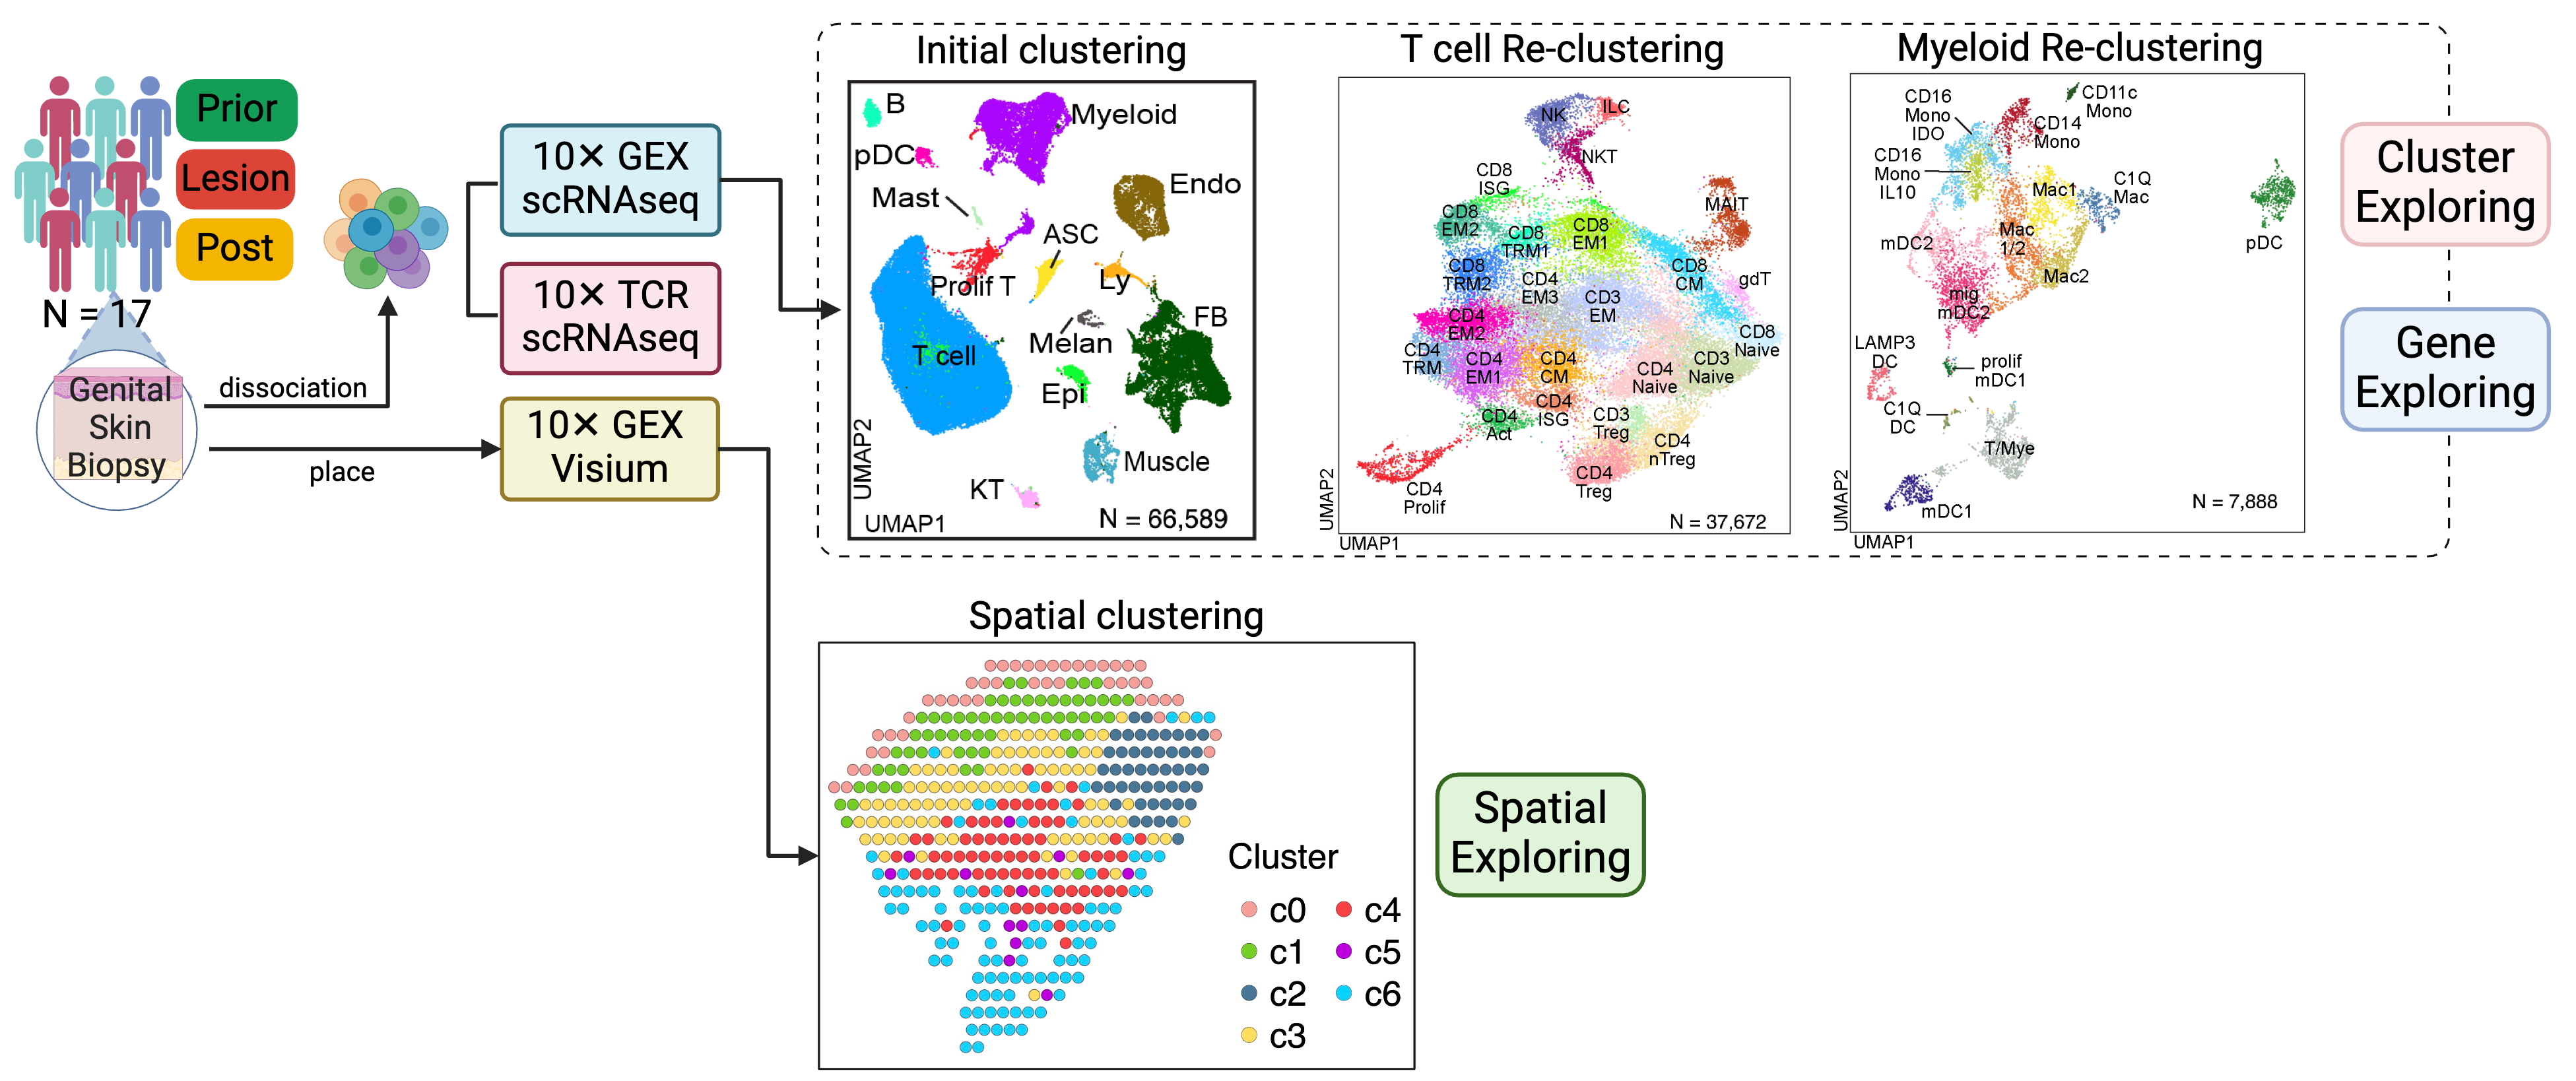 Prior
Lesion
Post
N = 17
Genital
Skin
Biopsy
dissociation
place
10× GEX
scRNAseq
10× TCR
scRNAseq
10× GEX
Visium
Initial clustering
B
Myeloid
pDC
Mast
Endo
ASC
Prolif T
Ly
T cell
Melan
FB
Epi
Muscle
KT
UMAP2
UMAP1
N = 66,589
T cell Re-clustering
NK
ILC
NKT
CD8
ISG
MAIT
CD8
EM2
CD8
TRM1
CD8
EM1
CD8
TRM2
CD4
EM3
CD3
EM
CD8
CM
gdT
CD4
EM2
CD8
Naive
CD4
TRM
CD4
EM1
CD4
CM
CD4
Naive
CD3
Naive
CD4
Act
CD4
ISG
CD3
Treg
CD4
nTreg
CD4
Treg
CD4
Prolif
UMAP2
UMAP1
N = 37,672
Myeloid Re-clustering
CD16
Mono
IDO
CD11c
Mono
CD14
Mono
CD16
Mono
IL10
Mac1
C1Q
Mac
mDC2
Mac
1/2
pDC
Mac2
mig
mDC2
LAMP3
DC
prolif
mDC1
C1Q
DC
T/Mye
mDC1
UMAP2
UMAP1
N = 7,888
Cluster
Exploring
Gene
Exploring
Spatial clustering
Cluster
c0
c4
c1
c5
c2
c6
c3
Spatial
Exploring